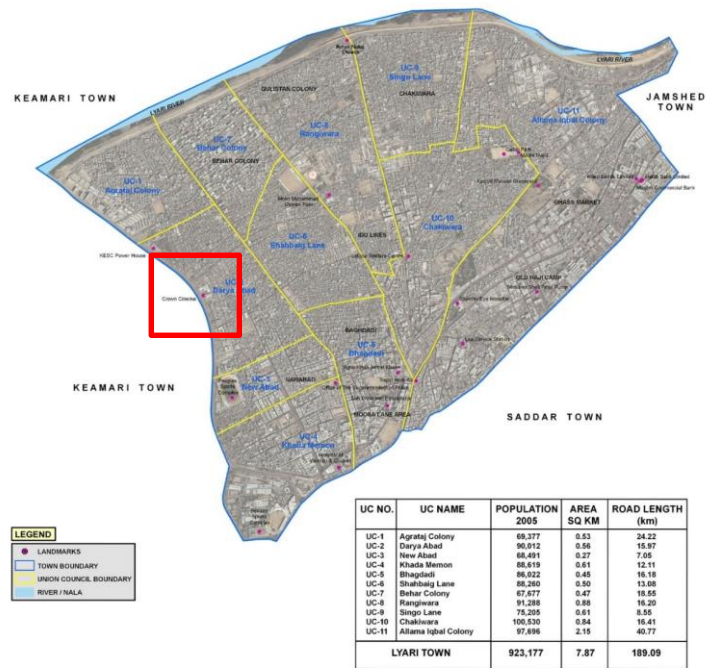 KEAMARI TOWN
LYARI RIVER
GULISTAN COLONY
UC-9
Singo Lane
CHAKIWARA
LYARI RIVER
JAMSHED
TOWN
UC-11
Allama Iqbal Colony
UC-8
Rangiwara
UC-7
Behar Colony
BEHAR COLONY
UC-1
Agrataj Colony
GRASS MARKET
UC-10
Chakiwara
UC-6
Shahbaig Lane
IDU LINES
KESC Power House
Darya Abad
Crown Cinema
OLD HAJI CAMP
BAGHDADI
UC-5
Bhagdadi
KEAMARI TOWN
UC-3
New Abad
NAWABAD
MOOSA LANE AREA
SADDAR TOWN
UC-4
Khada Memon
LEGEND
LANDMARKS
TOWN BOUNDARY
UNION COUNCIL BOUNDARY
RIVER / NALA
UC NO. UC NAME POPULATION 2005 AREA SQ KM ROAD LENGTH (km)
UC-1 Agrataj Colony 69,377 0.53 24.22
UC-2 Darya Abad 90,012 0.56 15.97
UC-3 New Abad 68,491 0.27 7.05
UC-4 Khada Memon 88,619 0.61 12.11
UC-5 Bhagdadi 86,022 0.45 16.18
UC-6 Shahbaig Lane 88,260 0.50 13.08
UC-7 Behar Colony 67,677 0.47 18.55
UC-8 Rangiwara 91,288 0.88 16.20
UC-9 Singo Lane 75,205 0.61 8.55
UC-10 Chakiwara 100,530 0.84 16.41
UC-11 Allama Iqbal Colony 97,696 2.15 40.77
LYARI TOWN 923,177 7.87 189.09